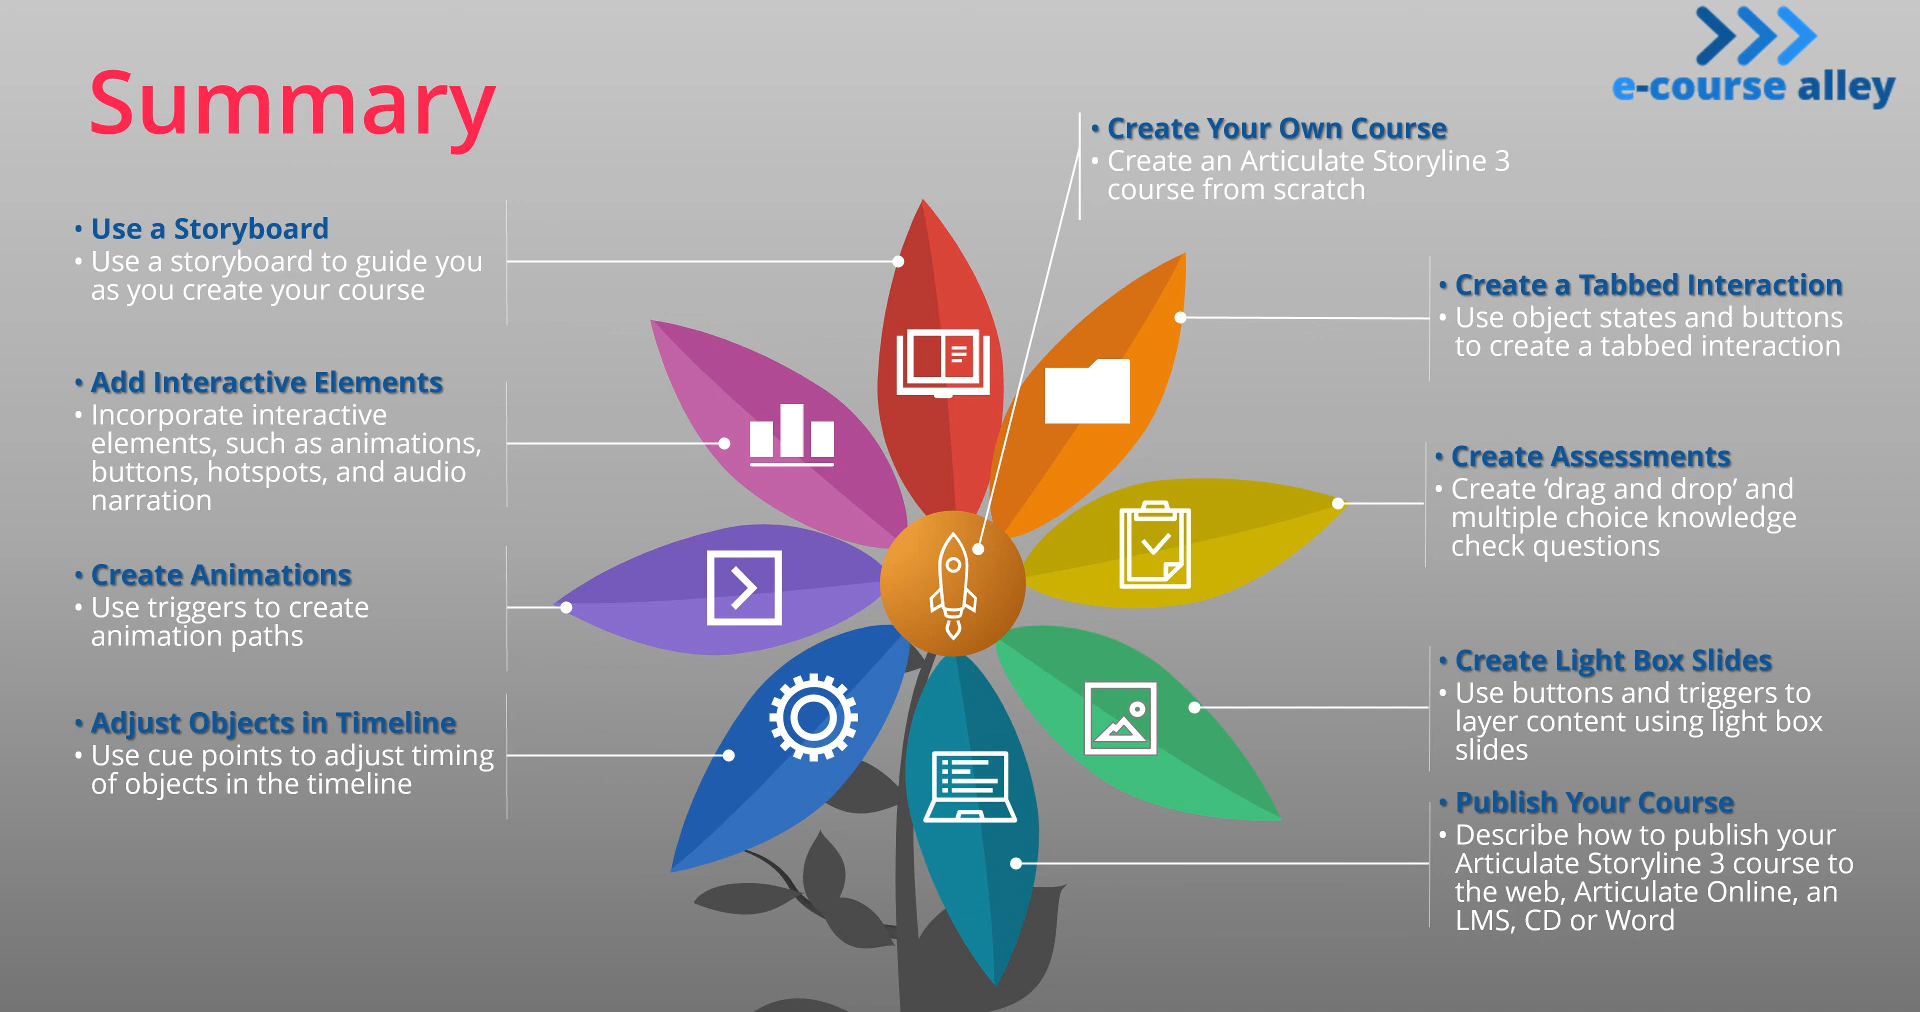 Summary
e-course alley
• Create Your Own Course
• Create an Articulate Storyline 3
course from scratch
• Use a Storyboard
• Use a storyboard to guide you
as you create your course
• Add Interactive Elements
• Incorporate interactive
elements, such as animations,
buttons, hotspots, and audio
narration
• Create Animations
• Use triggers to create
animation paths
• Adjust Objects in Timeline
• Use cue points to adjust timing
of objects in the timeline
• Create a Tabbed Interaction
• Use object states and buttons
to create a tabbed interaction
• Create Assessments
• Create ‘drag and drop’ and
multiple choice knowledge
check questions
• Create Light Box Slides
• Use buttons and triggers to
layer content using light box
slides
• Publish Your Course
• Describe how to publish your
Articulate Storyline 3 course to
the web, Articulate Online, an
LMS, CD or Word